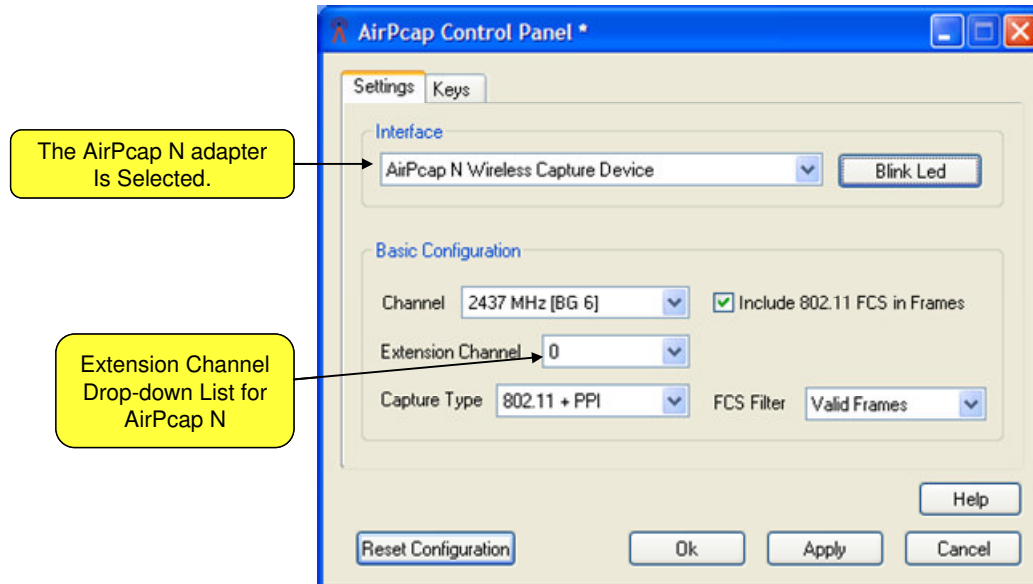 AirPcap Control Panel *
Settings
Keys
The AirPcap N adapter
Is Selected.
Interface
AirPcap N Wireless Capture Device
Blink Led
Basic Configuration
Channel
2437 MHz [BG 6]
Include 802.11 FCS in Frames
Extension Channel
0
Extension Channel
Drop-down List for
AirPcap N
Capture Type
802.11 + PPI
FCS Filter
Valid Frames
Help
Reset Configuration
Ok
Apply
Cancel